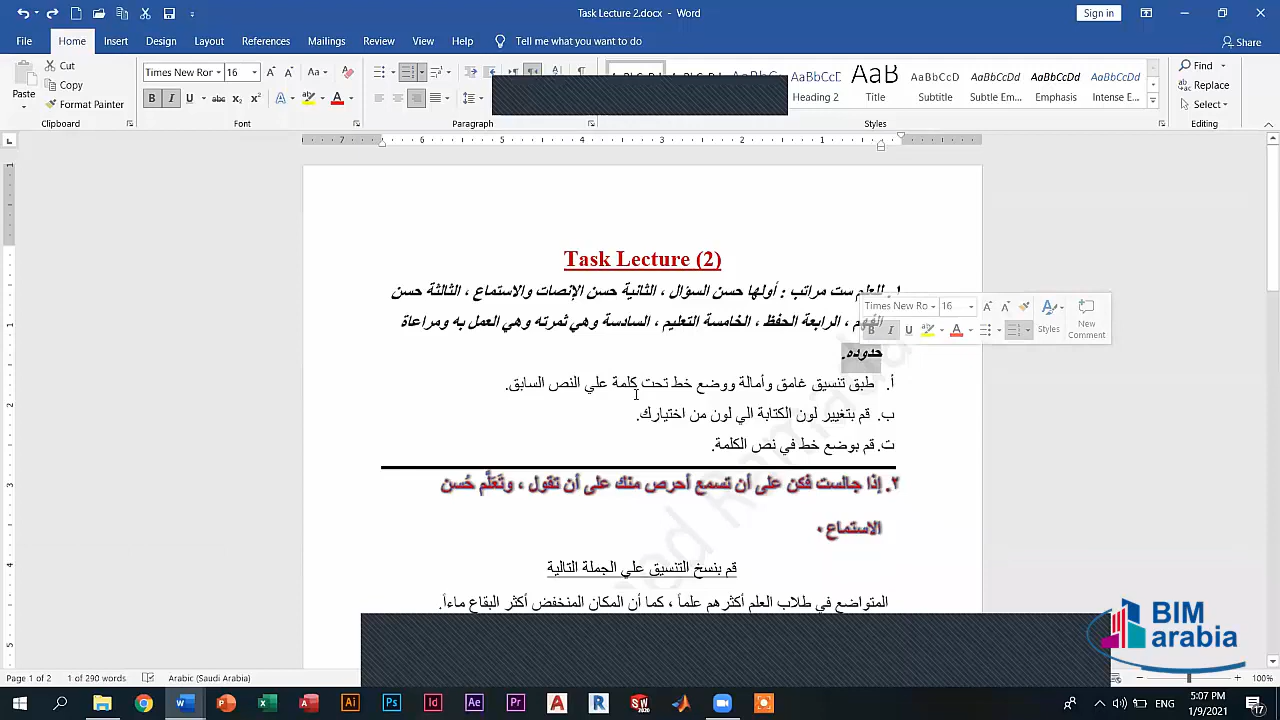 Task Lecture 2.docx - Word
Sign in
File Home Insert Design Layout References Mailings Review View Help Tell me what you want to do Share
Paste Cut Copy Format Painter Clipboard
Times New Ror 16 Font
Paragraph
AaBbCcD Heading 2
AaB Title
AaBbCcD Subtitle
AaBbCcDd Subtle Em...
AaBbCcDd Emphasis
AaBbCcDd Intense E...
Styles
Find Replace Select Editing
Task Lecture (2)
١. للعلم ست مراتب : أولها حسن السؤال ، الثانية حسن الإنصات والاستماع ، الثالثة حسن
الفهم ، الرابعة الحفظ ، الخامسة التعليم ، السادسة وهي ثمرته وهي العمل به ومراعاة
حدوده.
Times New Ro 16 Styles New Comment
أ. طبق تنسيق غامق وأمالة ووضع خط تحت كلمة علي النص السابق.
ب. قم بتغيير لون الكتابة الي لون من اختيارك.
ت. قم بوضع خط في نص الكلمة.
٢. إذا جالست فكن على أن تسمع أحرص منك على أن تقول ، وتَعَلَّم حُسن
الاستماع .
قم بنسخ التنسيق علي الجملة التالية
المتواضع في طلاب العلم أكثرهم علماً ، كما أن المكان المنخفض أكثر البقاع ماءاً.
BIM
arabia
Page 1 of 2 1 of 290 words Arabic (Saudi Arabia) 100%
ENG 5:07 PM
1/9/2021